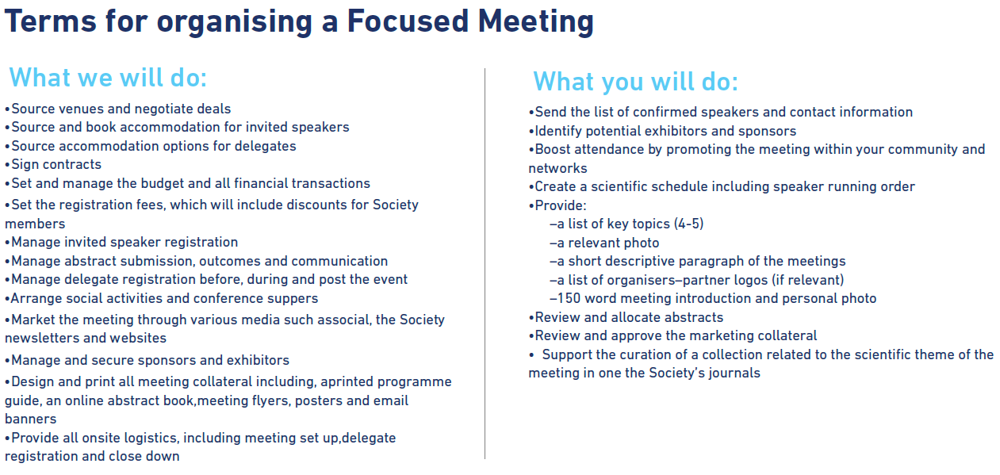 Terms for organising a Focused Meeting
What we will do:
•Source venues and negotiate deals
•Source and book accommodation for invited speakers
•Source accommodation options for delegates
•Sign contracts
•Set and manage the budget and all financial transactions
•Set the registration fees, which will include discounts for Society
members
•Manage invited speaker registration
•Manage abstract submission, outcomes and communication
•Manage delegate registration before, during and post the event
•Arrange social activities and conference suppers
•Market the meeting through various media such associal, the Society
newsletters and websites
•Manage and secure sponsors and exhibitors
•Design and print all meeting collateral including, aprinted programme
guide, an online abstract book,meeting flyers, posters and email
banners
•Provide all onsite logistics, including meeting set up,delegate
registration and close down
What you will do:
•Send the list of confirmed speakers and contact information
•Identify potential exhibitors and sponsors
•Boost attendance by promoting the meeting within your community and
networks
•Create a scientific schedule including speaker running order
•Provide:
–a list of key topics (4-5)
–a relevant photo
–a short descriptive paragraph of the meetings
–a list of organisers–partner logos (if relevant)
–150 word meeting introduction and personal photo
•Review and allocate abstracts
•Review and approve the marketing collateral
• Support the curation of a collection related to the scientific theme of the
meeting in one the Society’s journals